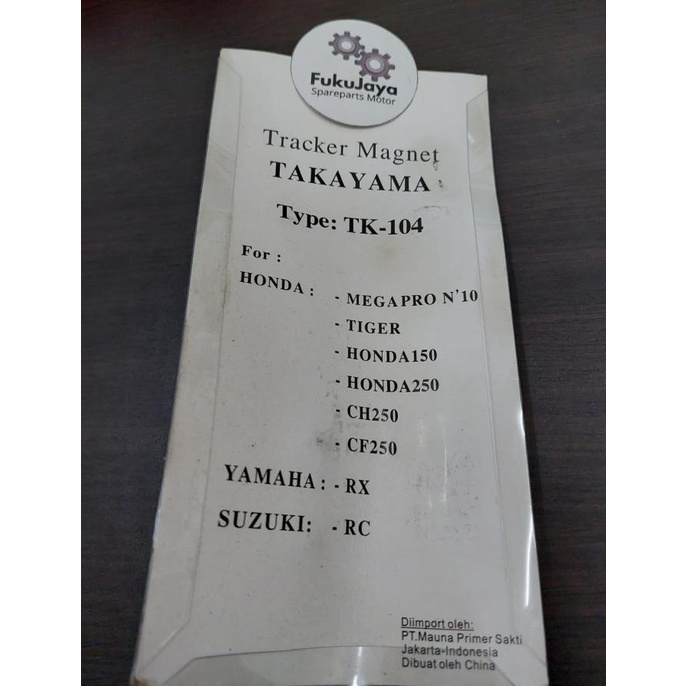 FukuJaya
Spareparts Motor
Tracker Magnet
TAKAYAMA
Type: TK-104
For :
HONDA : - MEGAPRO N'10
- TIGER
- HONDA150
- HONDA250
- CH250
- CF250
YAMAHA : - RX
SUZUKI: - RC
Diimport oleh:
PT.Mauna Primer Sakti
Jakarta-Indonesia
Dibuat oleh China